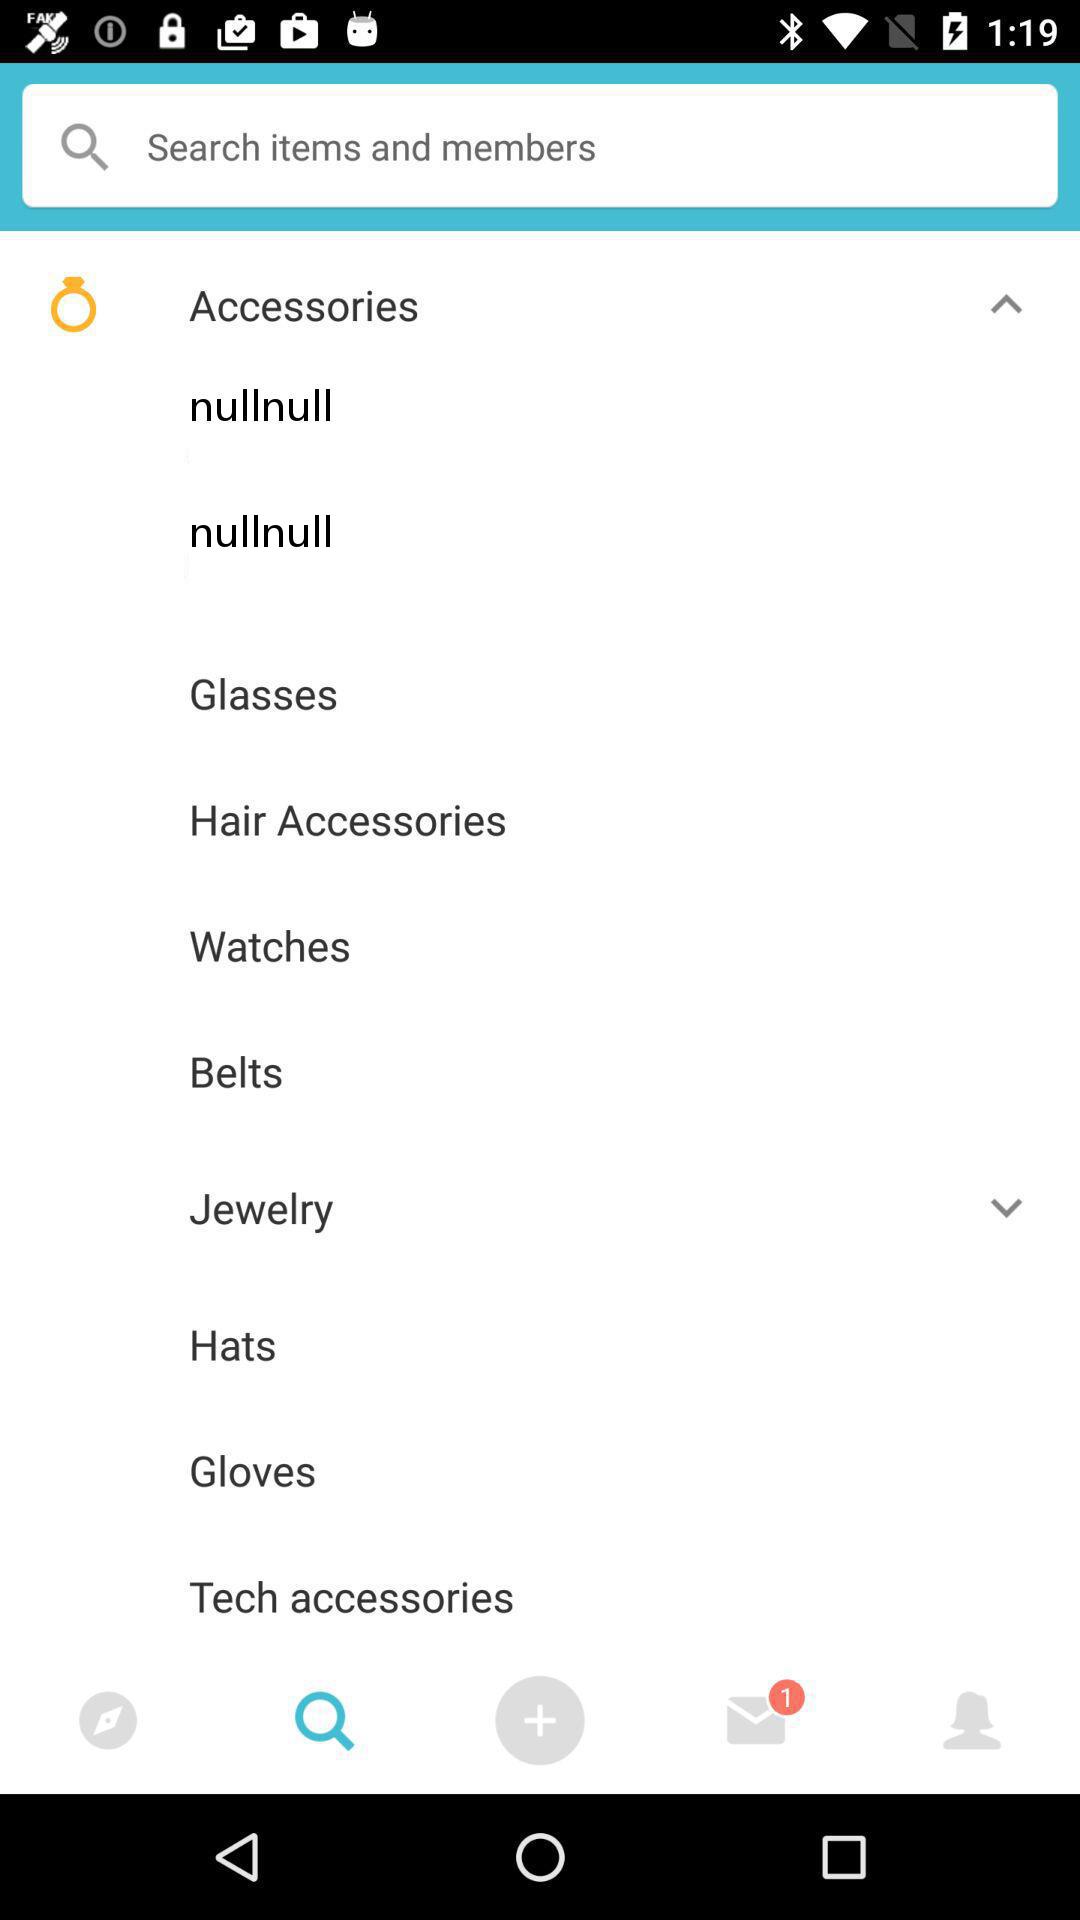 FAKE
1:19
Search items and members
Accessories
nullnull
nullnull
Glasses
Hair Accessories
Watches
Belts
Jewelry
Hats
Gloves
Tech accessories
1